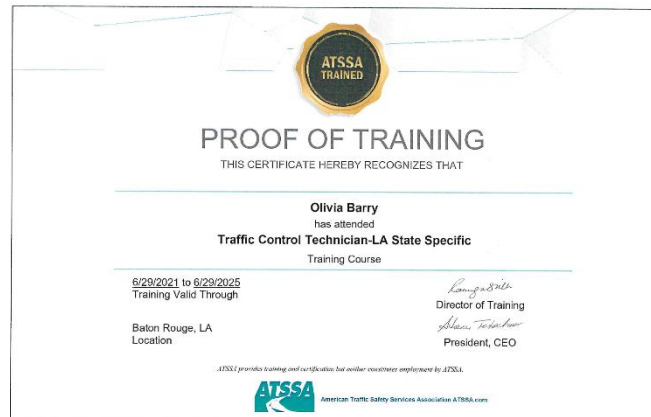 ATSSA
TRAINED
PROOF OF TRAINING
THIS CERTIFICATE HEREBY RECOGNIZES THAT
Olivia Barry
has attended
Traffic Control Technician-LA State Specific
Training Course
6/29/2021 to 6/29/2025
Training Valid Through
Director of Training
Baton Rouge, LA
Location
President, CEO
ATSSA provides training and certification but neither constitutes employment by ATSSA.
ATSSA
American Traffic Safety Services Association ATSSA.com